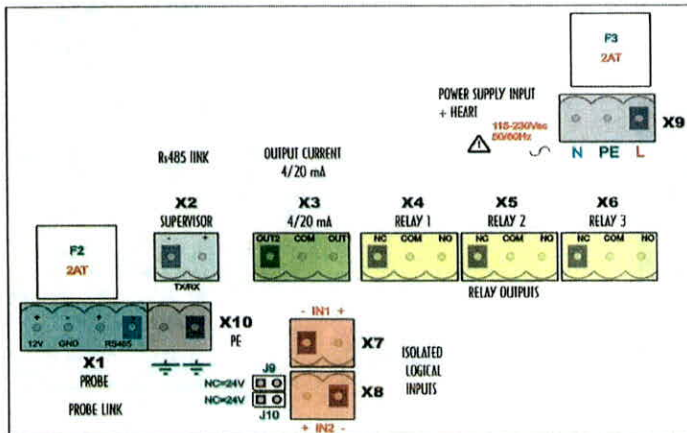 F3
2AT
POWER SUPPLY INPUT
+ HEART
115-230Vac
50/60Hz
N PE L
X9
Rs485 lINK
OUTPUT CURRENT
4/20 mA
X2
SUPERVISOR
- +
TX/RX
X3
4/20 mA
OUT2 COM OUT
X4
RELAY 1
NC COM NO
X5
RELAY 2
NC COM NO
X6
RELAY 3
NC COM NO
RELAY OUTPUTS
F2
2AT
+ - + -
12V GND RS485
X1
PROBE
PROBE LINK
X10
PE
- IN1 +
X7
ISOLATED
LOGICAL
INPUTS
J9
NC=24V
NC=24V
J10
X8
+ IN2 -